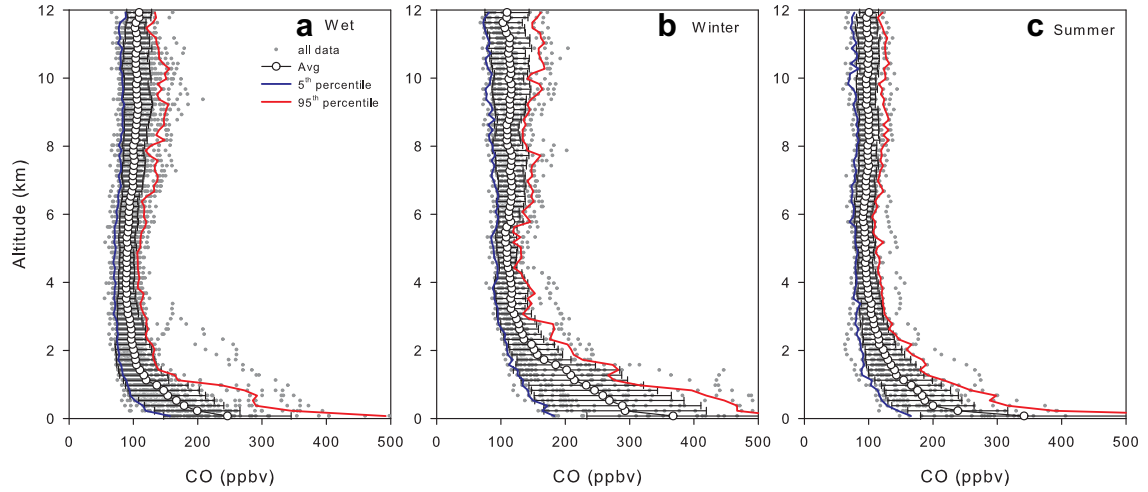 a Wet
all data
Avg
5th percentile
95th percentile
b Winter
c Summer
Altitude (km)
12
10
8
6
4
2
0
12
10
8
6
4
2
0
12
10
8
6
4
2
0
0 100 200 300 400 500
0 100 200 300 400 500
0 100 200 300 400 500
CO (ppbv)
CO (ppbv)
CO (ppbv)